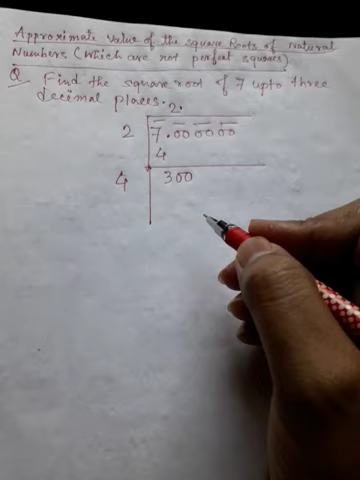 Approximate value of the square Roots of Natural
Numbers (which are not perfect squares)
Q. Find the square root of 7 upto three
decimal places.
2.
2 7.00 00 00
4
4 300